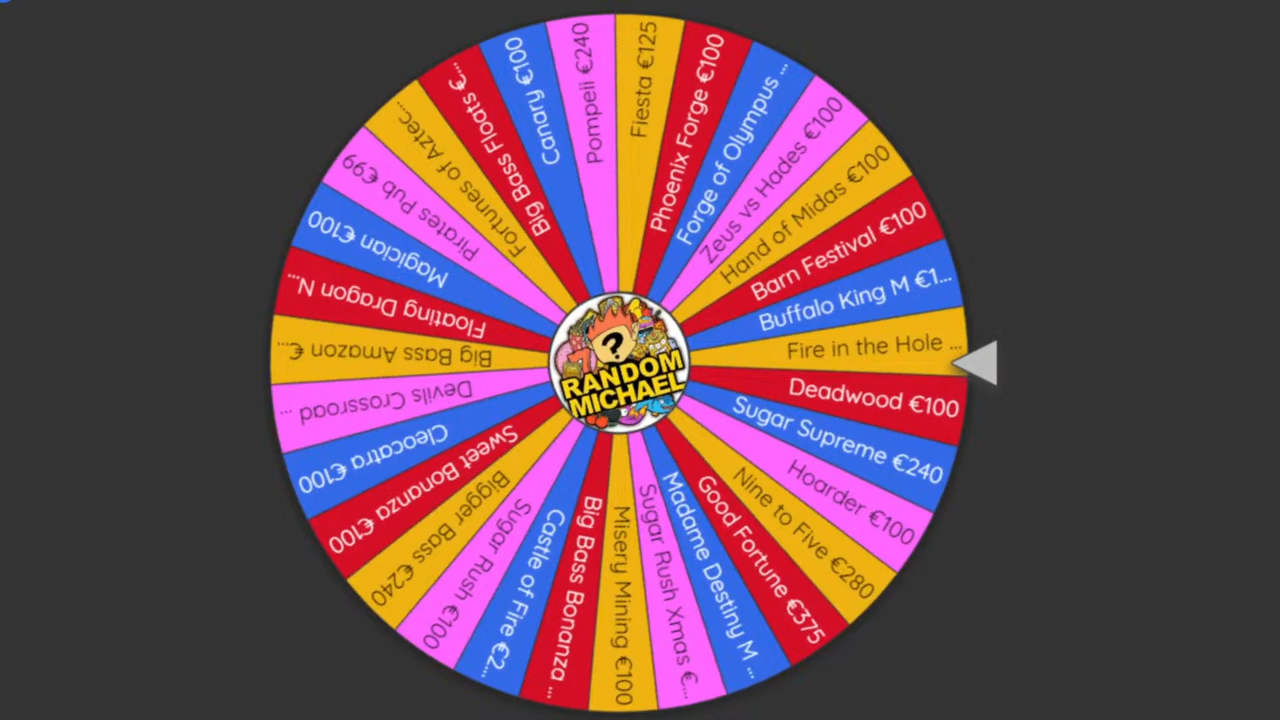 Fiesta €125
Phoenix Forge €100
Forge of Olympus ...
Zeus vs Hades €100
Hand of Midas €100
Barn Festival €100
Buffalo King M €1...
Fire in the Hole ...
Deadwood €100
Sugar Supreme €240
Hoarder €100
Nine to Five €280
Good Fortune €375
Madame Destiny M ...
Sugar Rush Xmas €...
Misery Mining €100
Big Bass Bonanza ...
Castle of Fire €2...
Sugar Rush €100
Bigger Bass €240
Sweet Bonanza €100
Cleocatra €100
Devils Crossroad ...
Big Bass Amazon €...
Floating Dragon N...
Magician €100
Pirates Pub €99
Fortunes of Aztec...
Big Bass Floats €...
Canary €100
Pompeii €240
?
RANDOM
MICHAEL